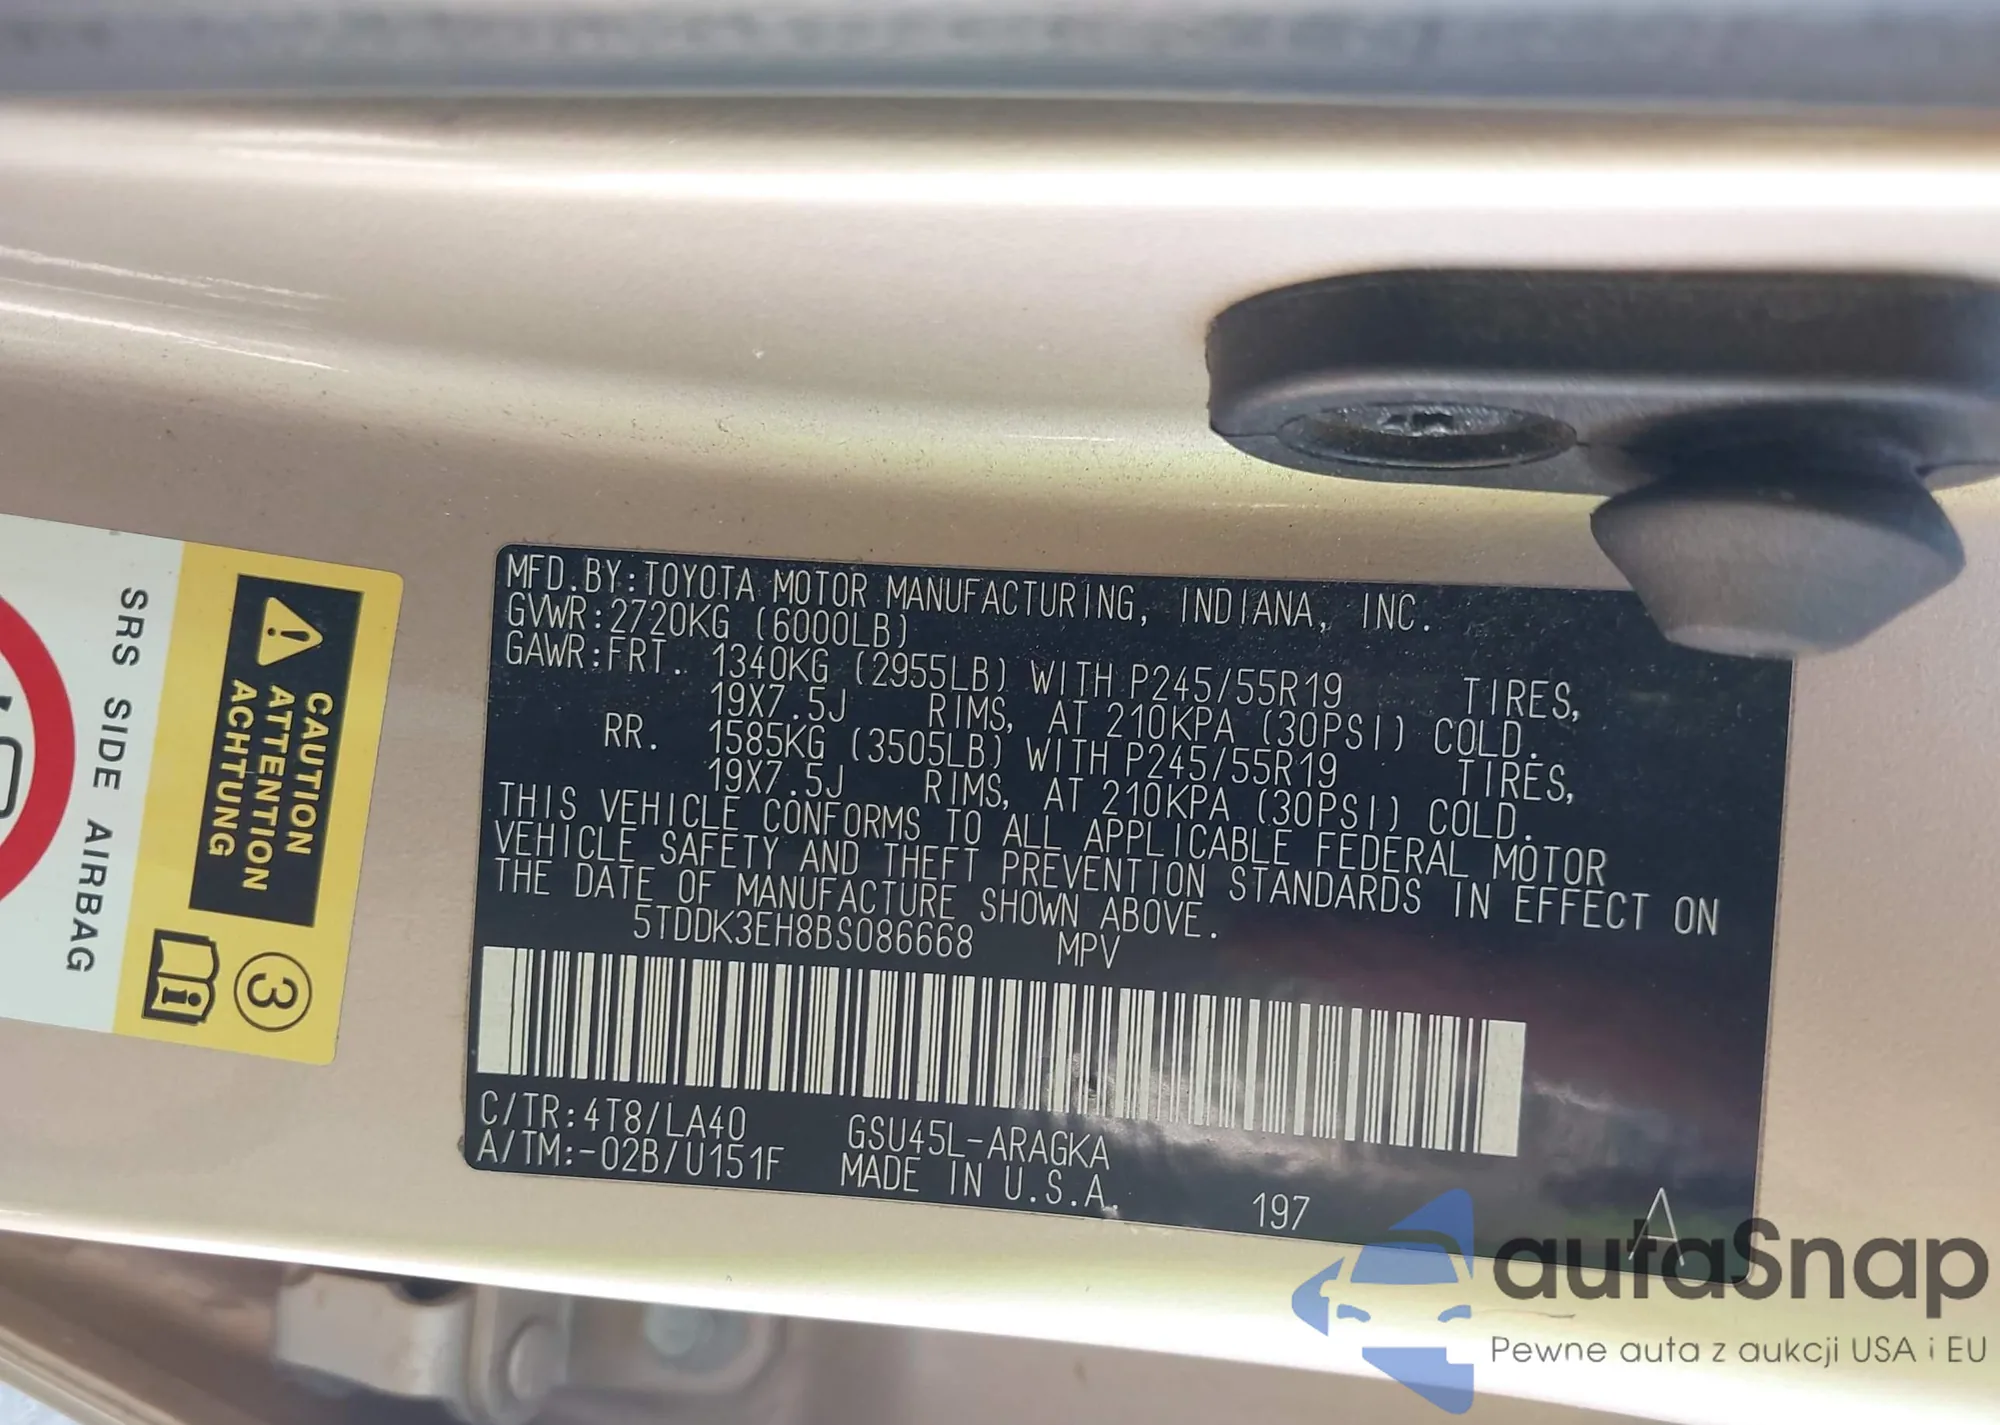 MFD.BY:TOYOTA MOTOR MANUFACTURING, INDIANA, INC.
GVWR:2720KG (6000LB)
GAWR:FRT. 1340KG (2955LB) WITH P245/55R19 TIRES,
19X7.5J RIMS, AT 210KPA (30PSI) COLD.
RR. 1585KG (3505LB) WITH P245/55R19 TIRES,
19X7.5J RIMS, AT 210KPA (30PSI) COLD.
THIS VEHICLE CONFORMS TO ALL APPLICABLE FEDERAL MOTOR
VEHICLE SAFETY AND THEFT PREVENTION STANDARDS IN EFFECT ON
THE DATE OF MANUFACTURE SHOWN ABOVE.
5TDDK3EH8BS086668 MPV
C/TR:4T8/LA40 GSU45L-ARAGKA
A/TM:-02B/U151F MADE IN U.S.A.
197 A
CAUTION
ATTENTION
ACHTUNG
3
SRS SIDE AIRBAG
autaSnap
Pewne auta z aukcji USA i EU